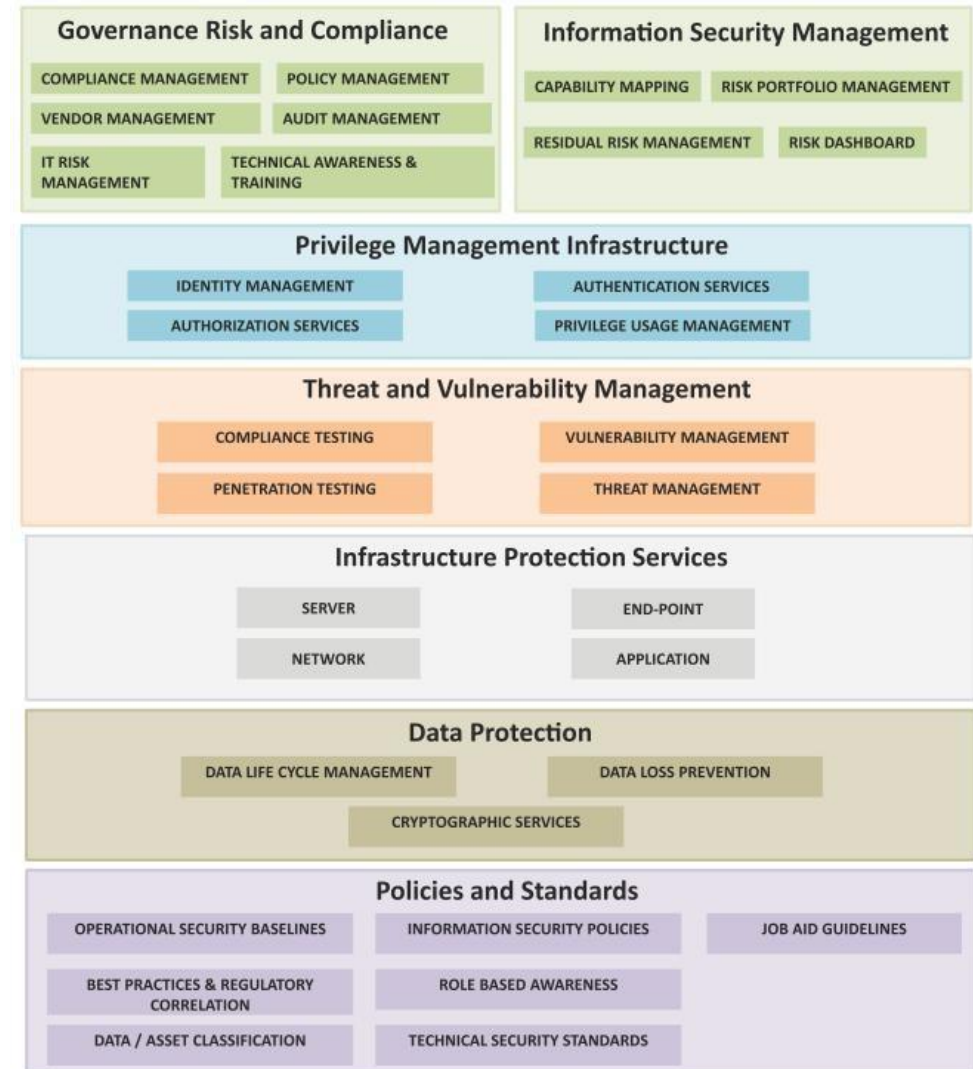 Governance Risk and Compliance
COMPLIANCE MANAGEMENT
POLICY MANAGEMENT
VENDOR MANAGEMENT
AUDIT MANAGEMENT
IT RISK
MANAGEMENT
TECHNICAL AWARENESS &
TRAINING
Information Security Management
CAPABILITY MAPPING
RISK PORTFOLIO MANAGEMENT
RESIDUAL RISK MANAGEMENT
RISK DASHBOARD
Privilege Management Infrastructure
IDENTITY MANAGEMENT
AUTHENTICATION SERVICES
AUTHORIZATION SERVICES
PRIVILEGE USAGE MANAGEMENT
Threat and Vulnerability Management
COMPLIANCE TESTING
VULNERABILITY MANAGEMENT
PENETRATION TESTING
THREAT MANAGEMENT
Infrastructure Protection Services
SERVER
END-POINT
NETWORK
APPLICATION
Data Protection
DATA LIFE CYCLE MANAGEMENT
DATA LOSS PREVENTION
CRYPTOGRAPHIC SERVICES
Policies and Standards
OPERATIONAL SECURITY BASELINES
INFORMATION SECURITY POLICIES
JOB AID GUIDELINES
BEST PRACTICES & REGULATORY
CORRELATION
ROLE BASED AWARENESS
DATA / ASSET CLASSIFICATION
TECHNICAL SECURITY STANDARDS